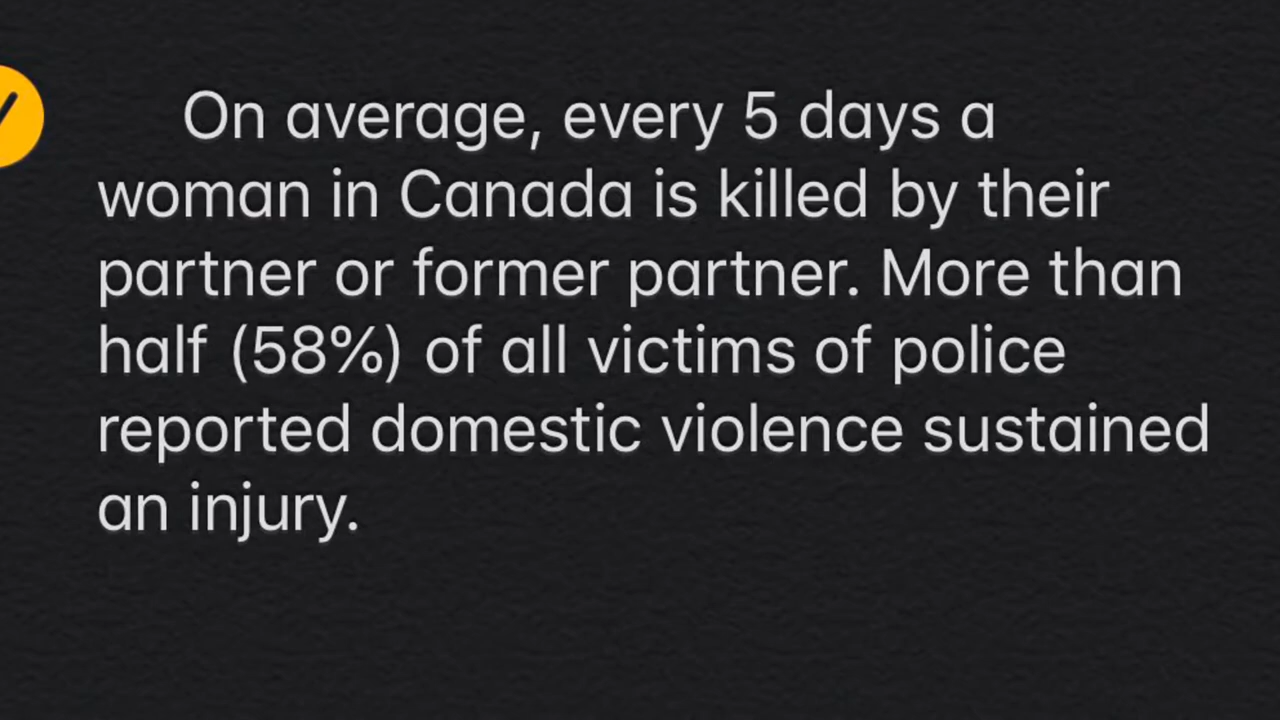 On average, every 5 days a
woman in Canada is killed by their
partner or former partner. More than
half (58%) of all victims of police
reported domestic violence sustained
an injury.